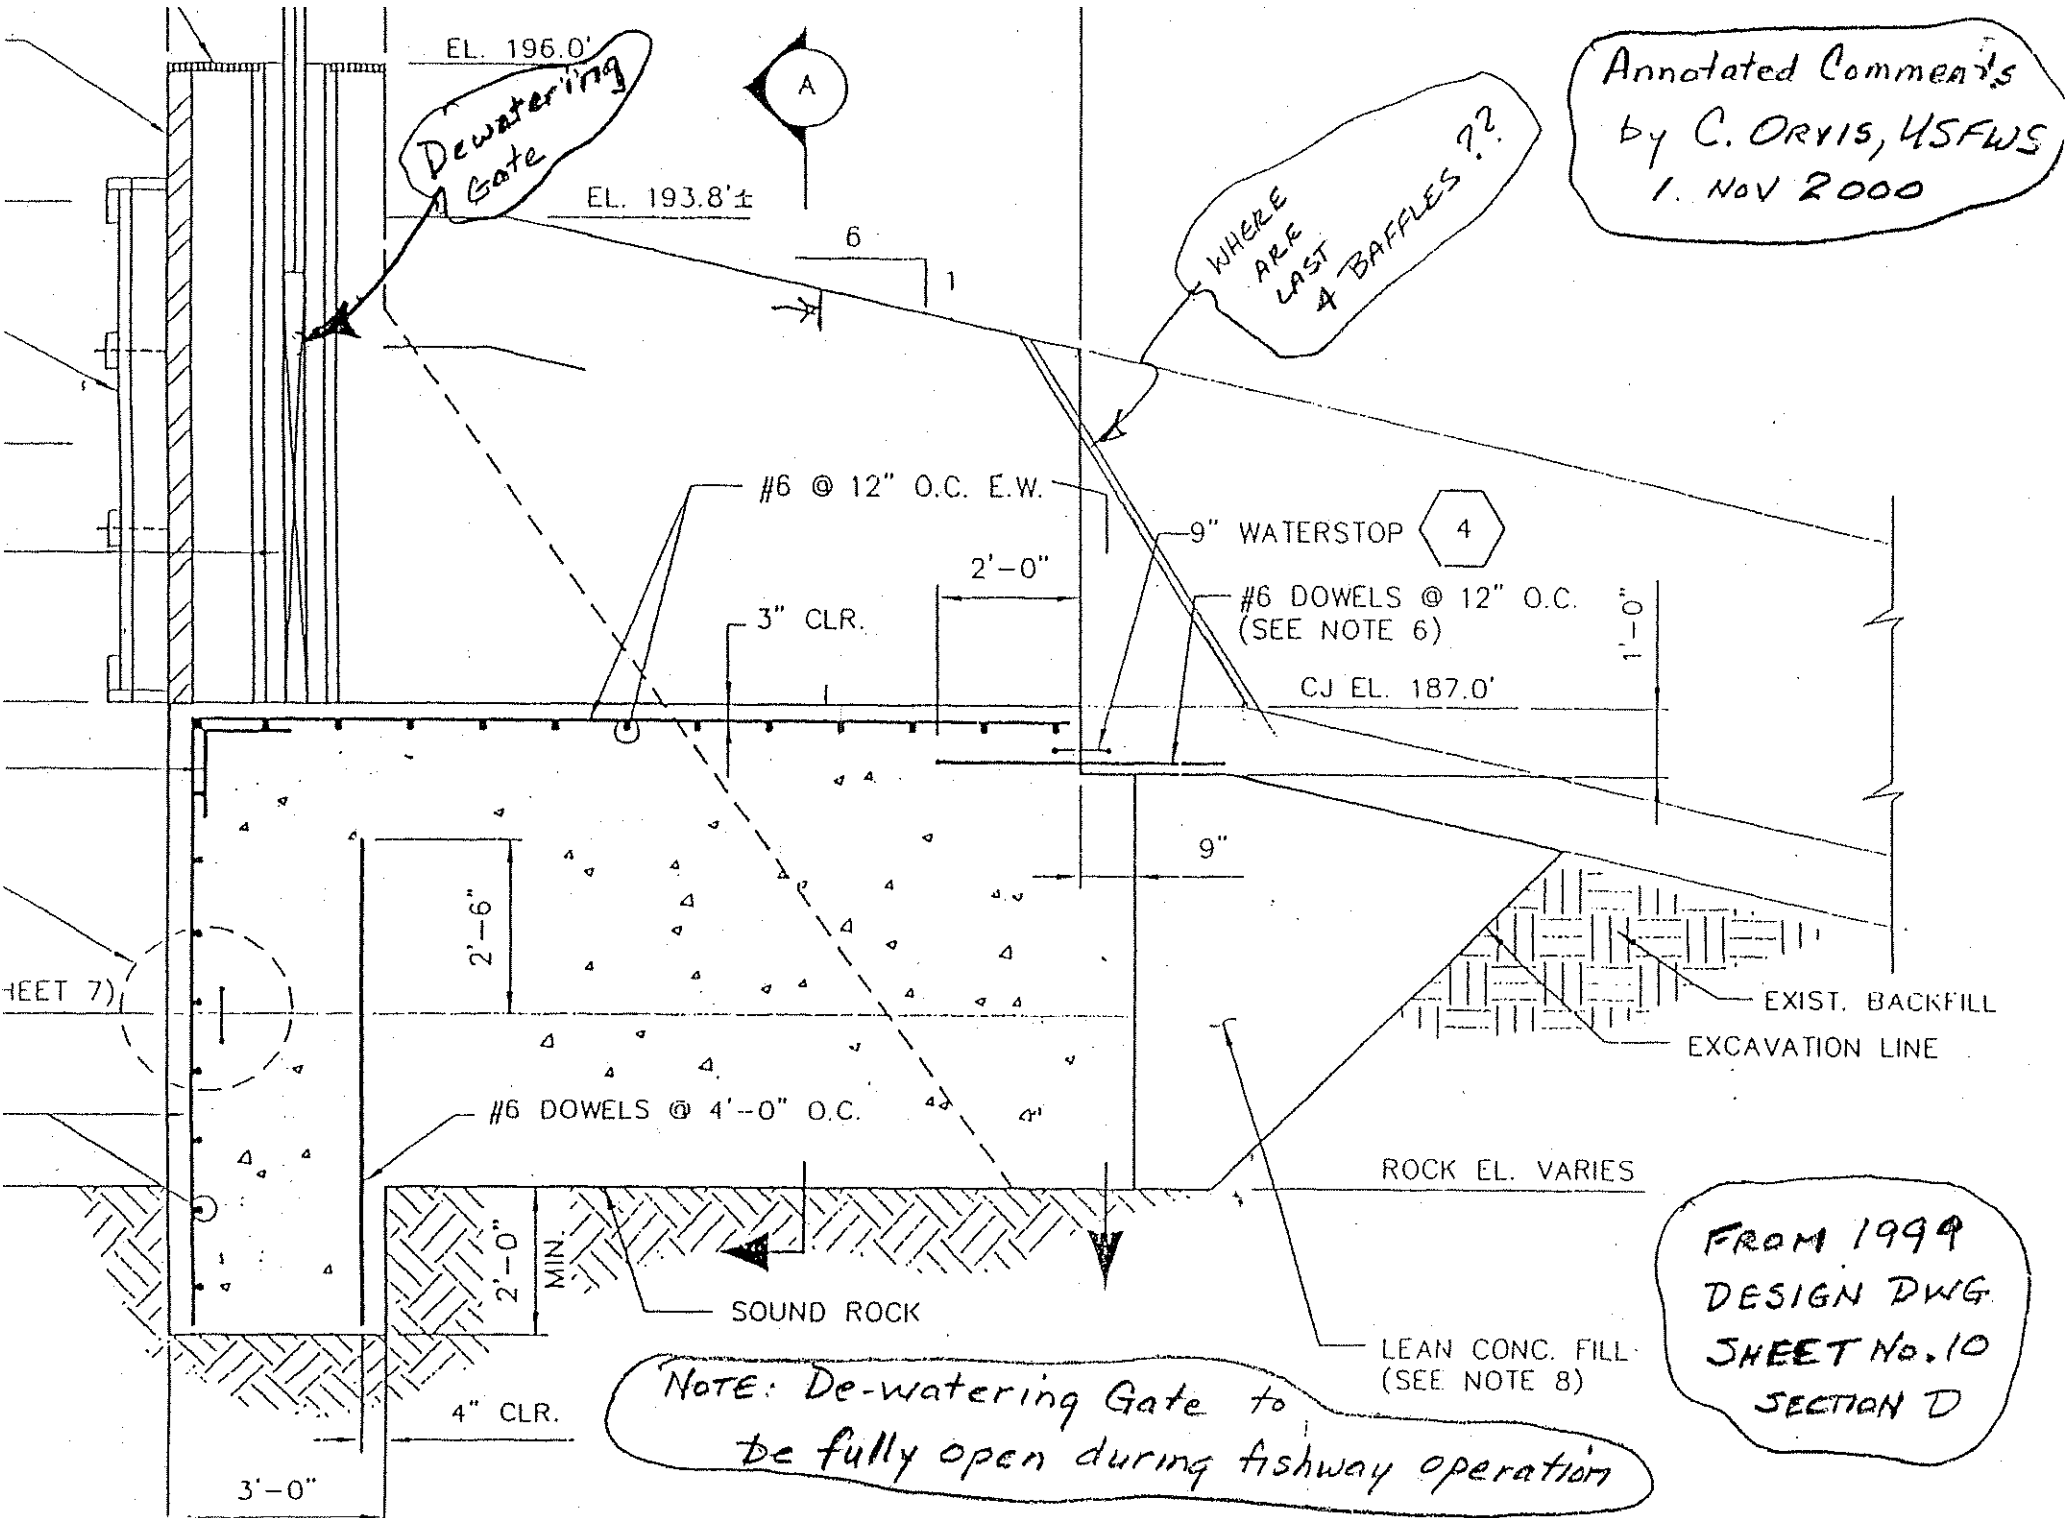 EL. 196.0'
Dewatering
Gate
A
Annotated Comments
by C. ORVIS, USFWS
1. NOV 2000
EL. 193.8'±
6
1
WHERE
ARE
LAST
4 BAFFLES ??
#6 @ 12" O.C. E.W.
9" WATERSTOP
4
2'-0"
#6 DOWELS @ 12" O.C.
(SEE NOTE 6)
1'-0"
3" CLR.
CJ EL. 187.0'
9"
2'-6"
HEET 7)
EXIST. BACKFILL
EXCAVATION LINE
#6 DOWELS @ 4'-0" O.C.
ROCK EL. VARIES
2'-0"
MIN.
SOUND ROCK
FROM 1999
DESIGN DWG
SHEET No. 10
SECTION D
LEAN CONC. FILL
(SEE NOTE 8)
4" CLR.
NOTE: De-watering Gate to
be fully open during fishway operation
3'-0"